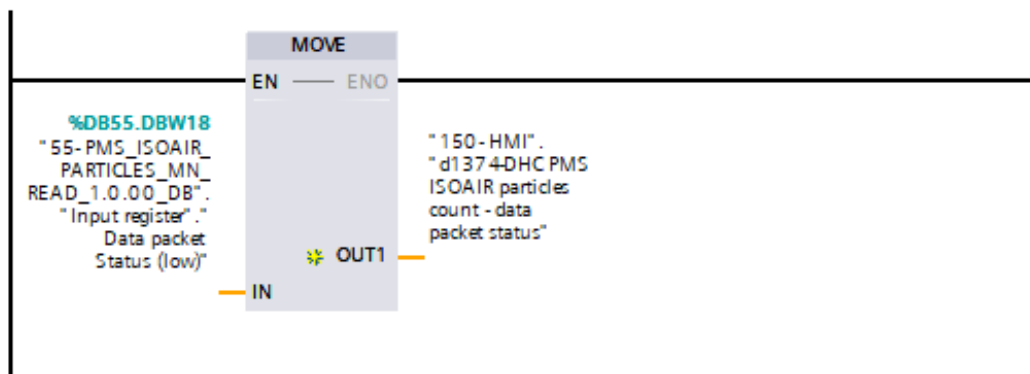 MOVE
EN
ENO
%DB55.DBW18
"55-PMS_ISOAIR_
PARTICLES_MN_
READ_1.0.00_DB".
"Input register"."
Data packet
Status (low)"
IN
OUT1
"150-HMI".
"d1374-DHC PMS
ISOAIR particles
count - data
packet status"